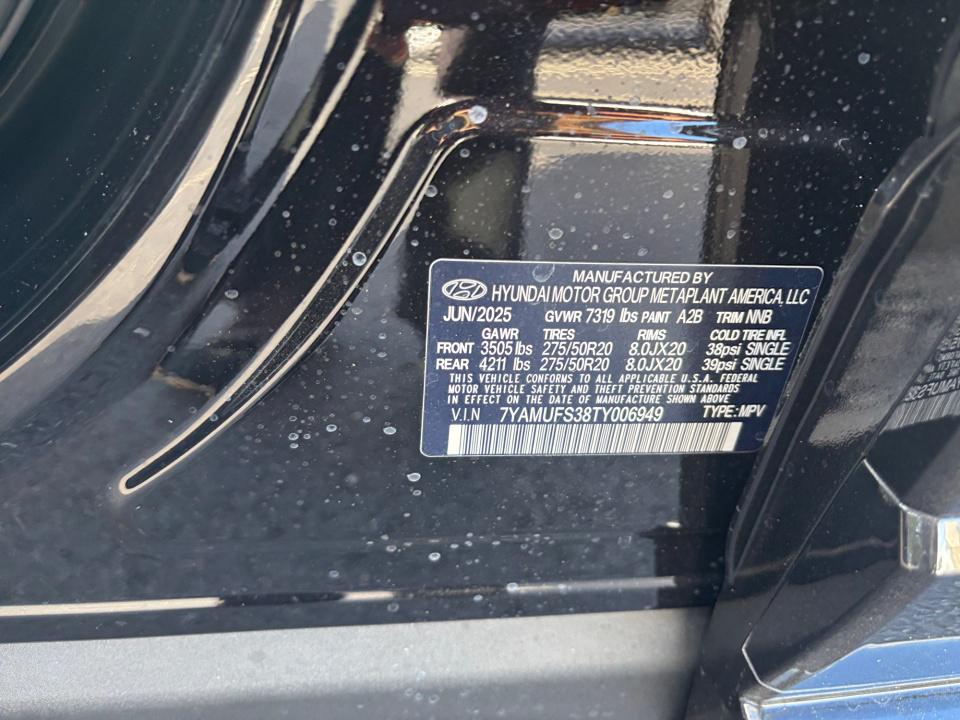 MANUFACTURED BY
HYUNDAI MOTOR GROUP METAPLANT AMERICA, LLC
JUN/2025 GVWR 7319 lbs PAINT A2B TRIM NNB
GAWR TIRES RIMS COLD TIRE INFL
FRONT 3505 lbs 275/50R20 8.0JX20 38psi SINGLE
REAR 4211 lbs 275/50R20 8.0JX20 39psi SINGLE
THIS VEHICLE CONFORMS TO ALL APPLICABLE U.S.A. FEDERAL
MOTOR VEHICLE SAFETY AND THEFT PREVENTION STANDARDS
IN EFFECT ON THE DATE OF MANUFACTURE SHOWN ABOVE
V.I.N 7YAMUFS38TY006949 TYPE: MPV